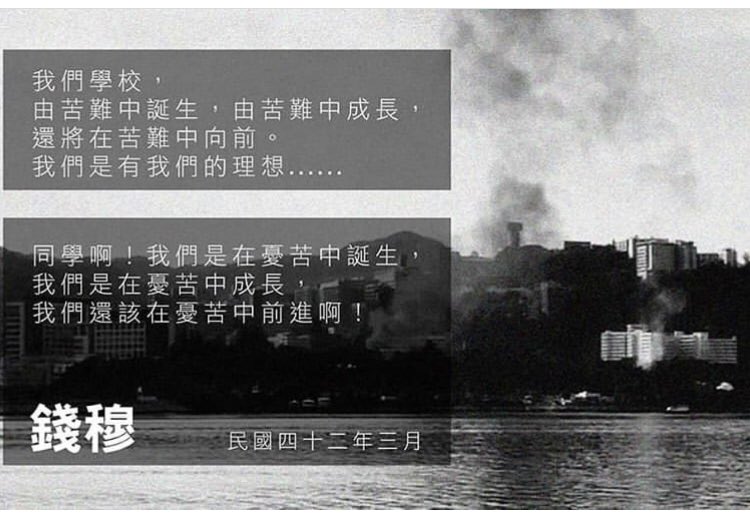 我們學校，
由苦難中誕生，由苦難中成長，
還將在苦難中向前。
我們是有我們的理想......
同學啊！我們是在憂苦中誕生，
我們是在憂苦中成長，
我們還該在憂苦中前進啊！
錢穆
民國四十二年三月